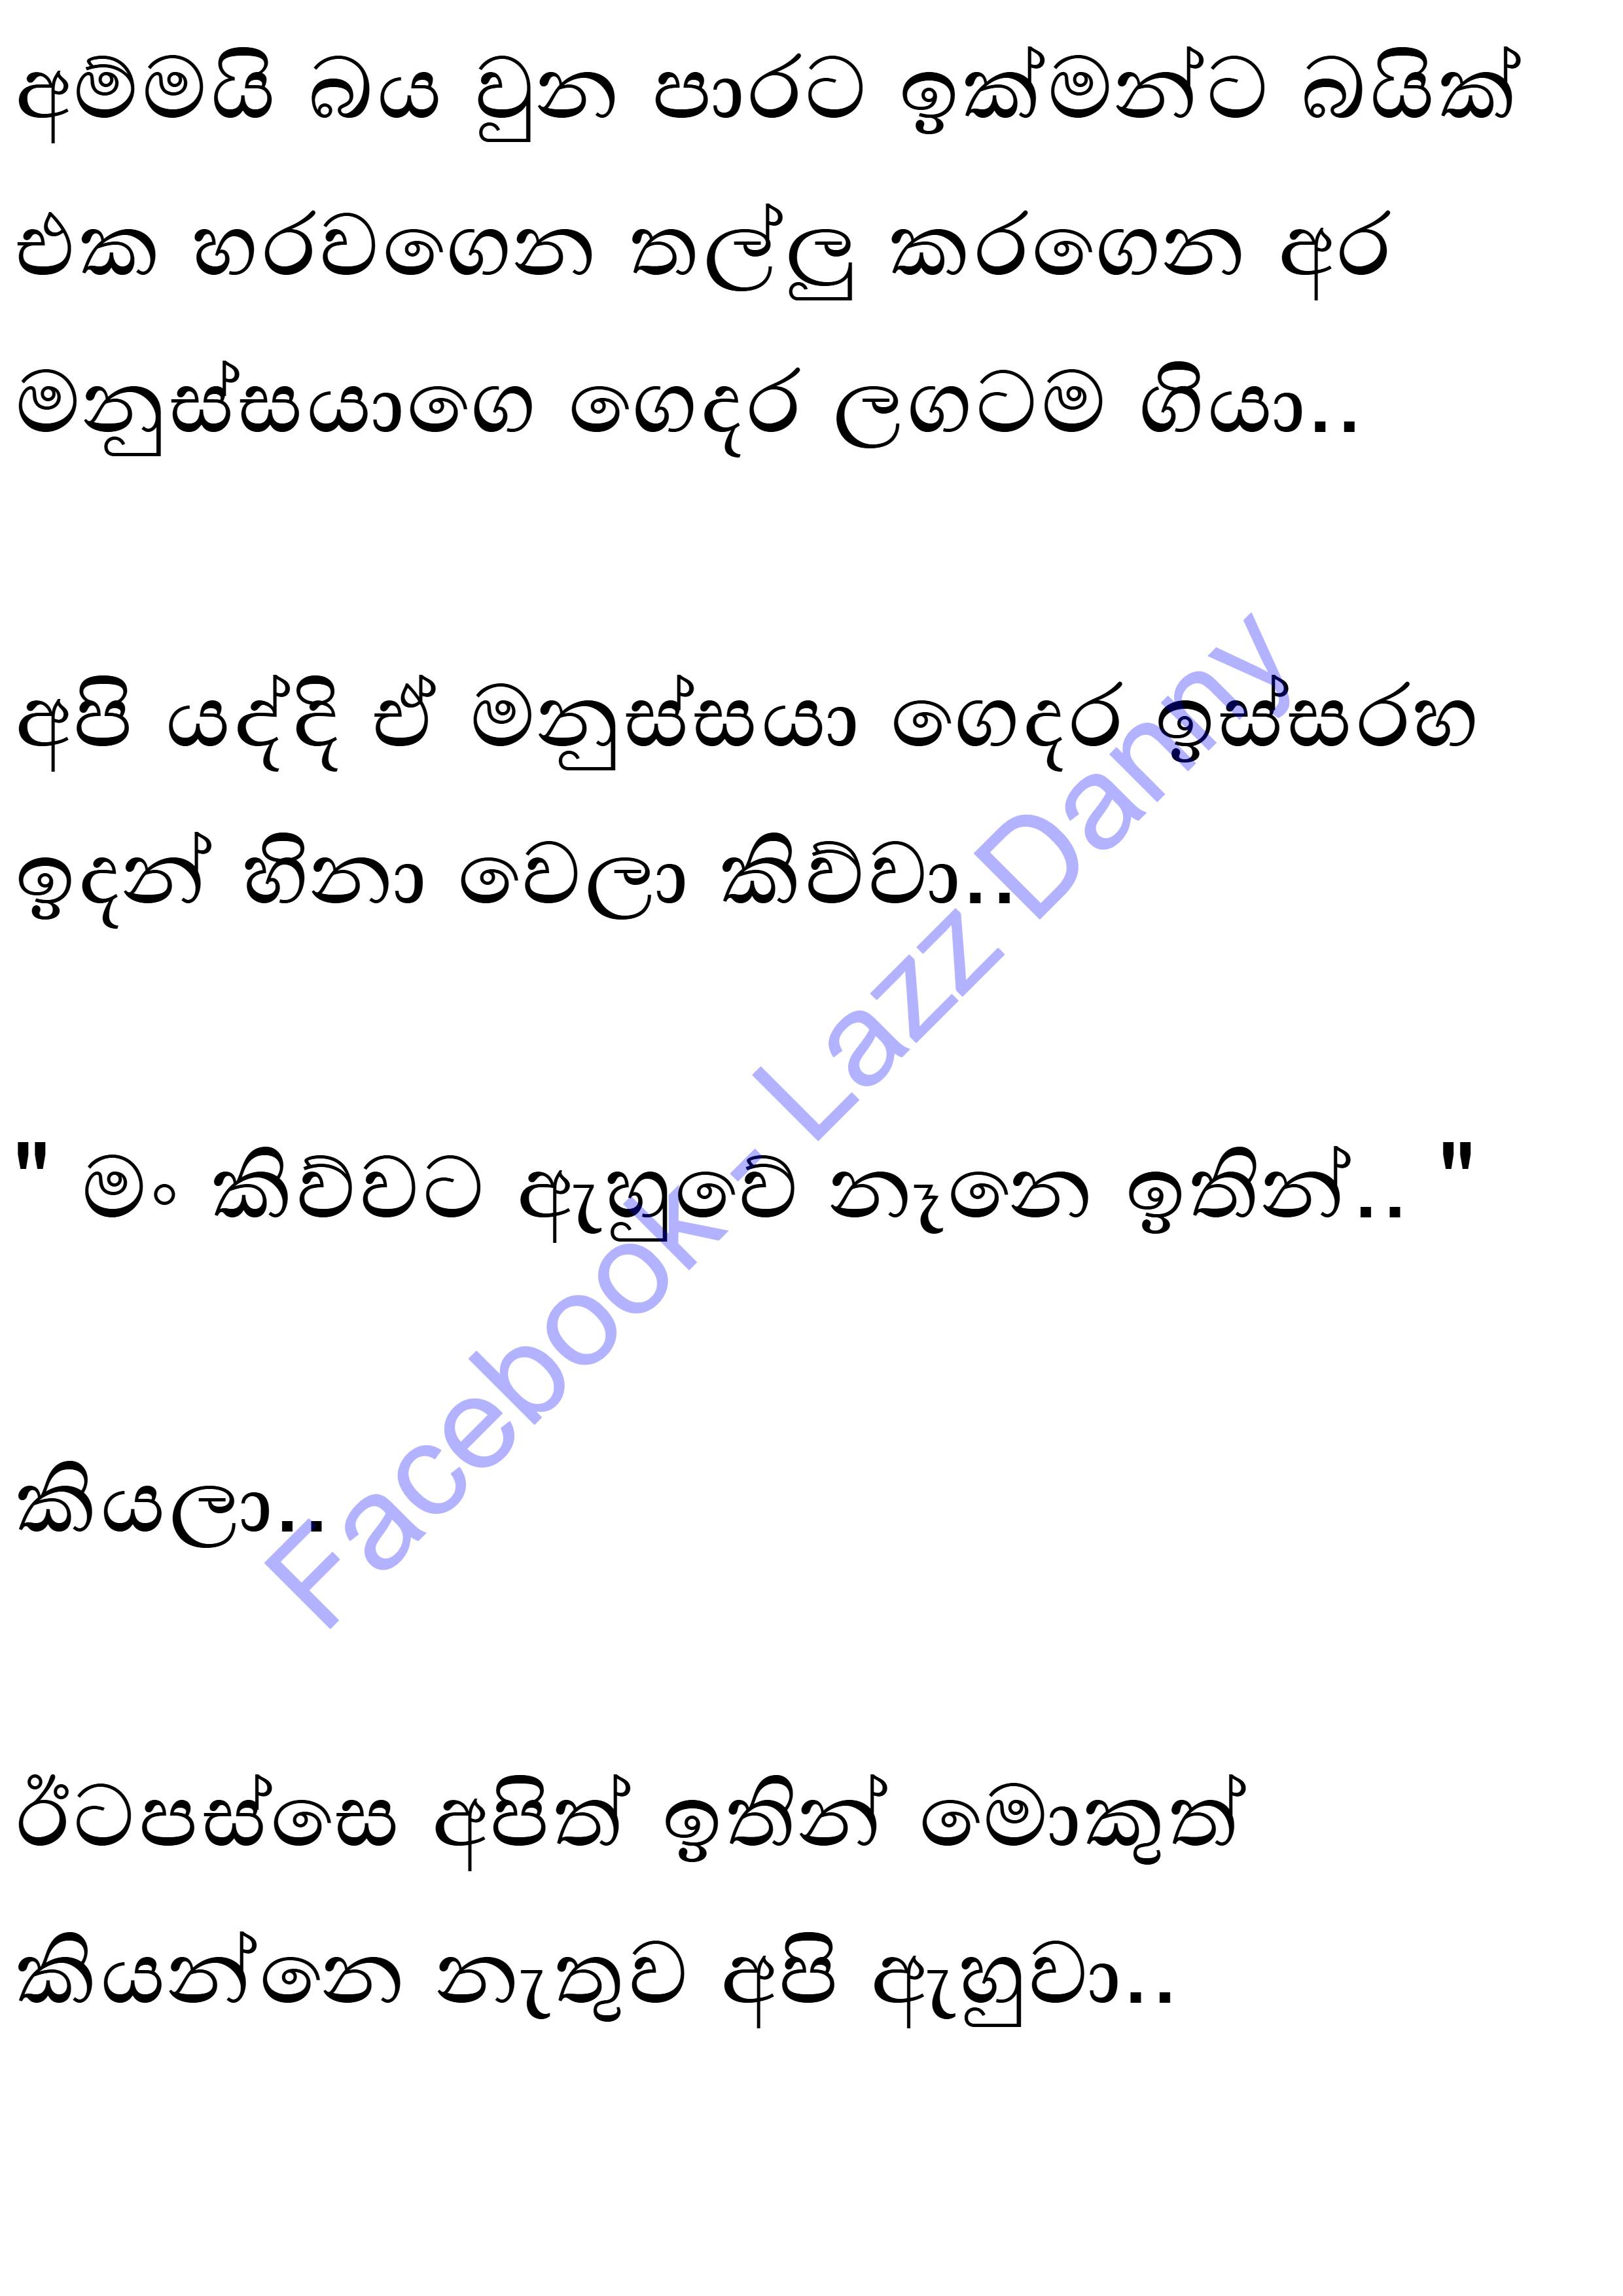 අම්මයි බය වුන පාරට ඉක්මන්ට බයික්
එක හරවගෙන තල්ලු කරගෙන අර
මනුස්සයාගෙ ගෙදර ලගටම ගියා..
අපි යද්දි ඒ මනුස්සයා ගෙදර ඉස්සරහ
ඉදන් හිනා වෙලා කිව්වා..
" මං කිව්වට ඇහුවේ නෑනෙ ඉතින්.. "
කියලා..
ඊටපස්සෙ අපිත් ඉතින් මොකුත්
කියන්නෙ නැතුව අපි ඇහුවා..
Facebook - Lazz Danny